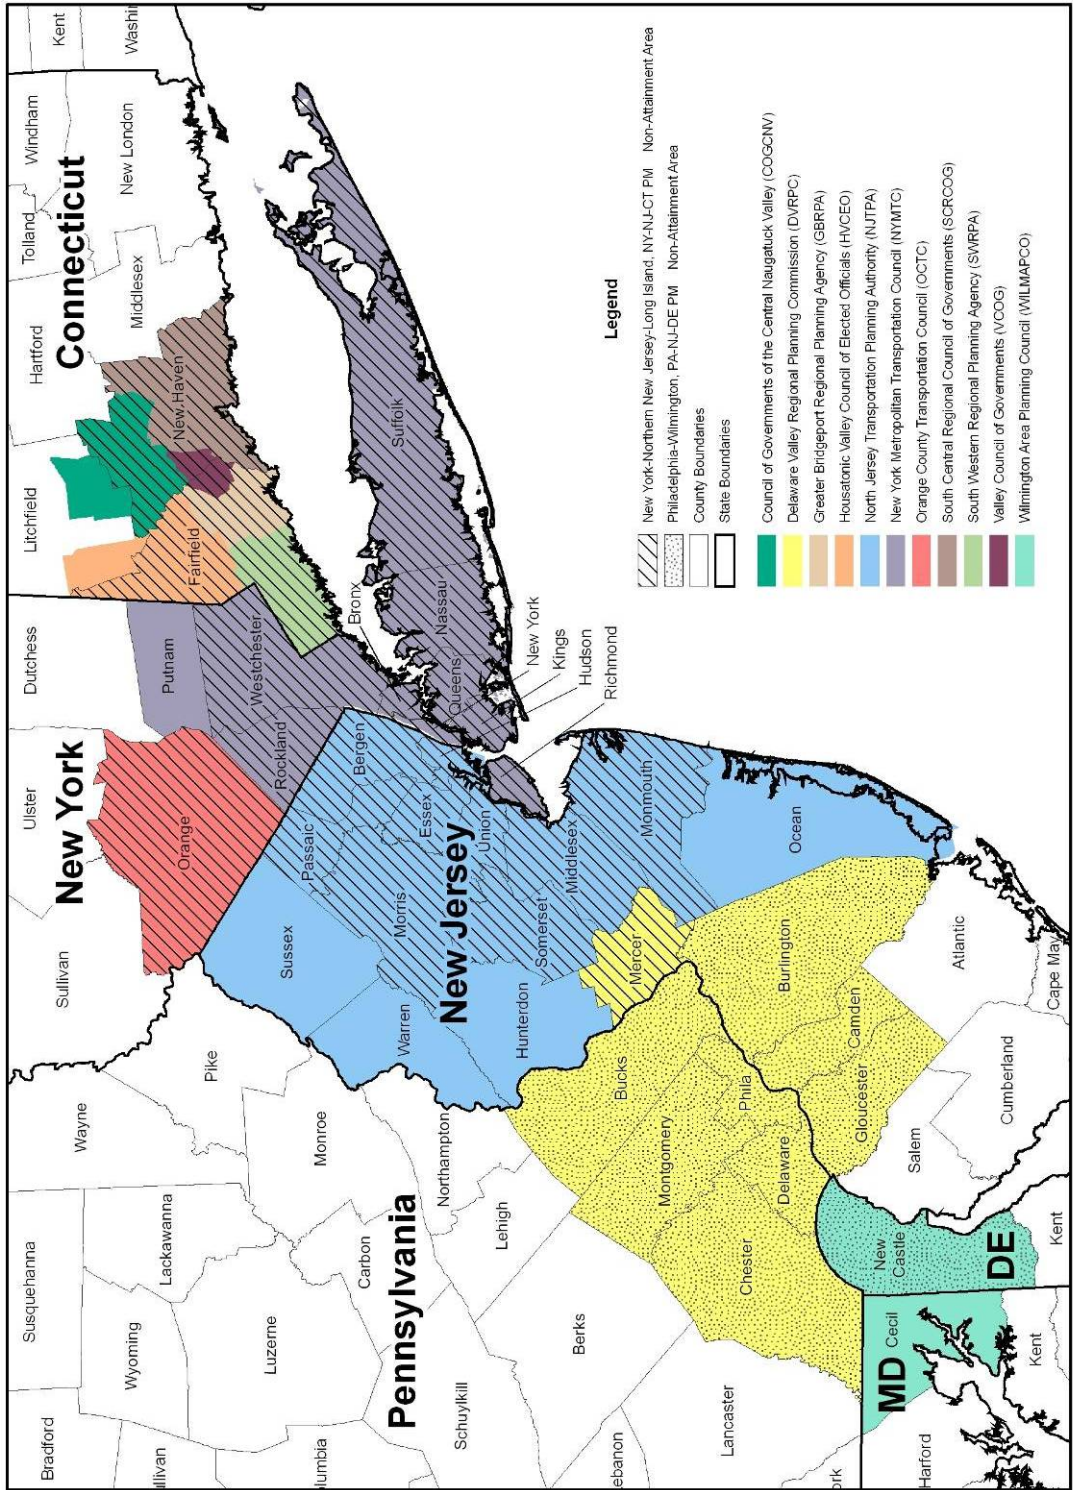 Connecticut
New York
New Jersey
Pennsylvania
MD
DE
Kent
Washin
Windham
New London
Tolland
Middlesex
Hartford
New Haven
Litchfield
Fairfield
Dutchess
Putnam
Westchester
Bronx
Suffolk
Nassau
Queens
New York
Kings
Hudson
Richmond
Ulster
Orange
Rockland
Sullivan
Bergen
Passaic
Essex
Union
Morris
Sussex
Middlesex
Somerset
Monmouth
Ocean
Mercer
Warren
Hunterdon
Burlington
Camden
Gloucester
Atlantic
Cape May
Cumberland
Salem
Pike
Wayne
Monroe
Northampton
Lackawanna
Carbon
Lehigh
Bucks
Montgomery
Phila
Delaware
Chester
Susquehanna
Wyoming
Luzerne
Berks
Schuylkill
Bradford
llivan
lumbia
ebanon
Lancaster
ork
New
Castle
Kent
Cecil
Kent
Harford
Legend
New York-Northern New Jersey-Long Island, NY-NJ-CT PM Non-Attainment Area
Philadelphia-Wilmington, PA-NJ-DE PM Non-Attainment Area
County Boundaries
State Boundaries
Council of Governments of the Central Naugatuck Valley (COGCNV)
Delaware Valley Regional Planning Commission (DVRPC)
Greater Bridgeport Regional Planning Agency (GBRPA)
Housatonic Valley Council of Elected Officials (HVCEO)
North Jersey Transportation Planning Authority (NJTPA)
New York Metropolitan Transportation Council (NYMTC)
Orange County Transportation Council (OCTC)
South Central Regional Council of Governments (SCRCOG)
South Western Regional Planning Agency (SWRPA)
Valley Council of Governments (VCOG)
Wilmington Area Planning Council (WILMAPCO)